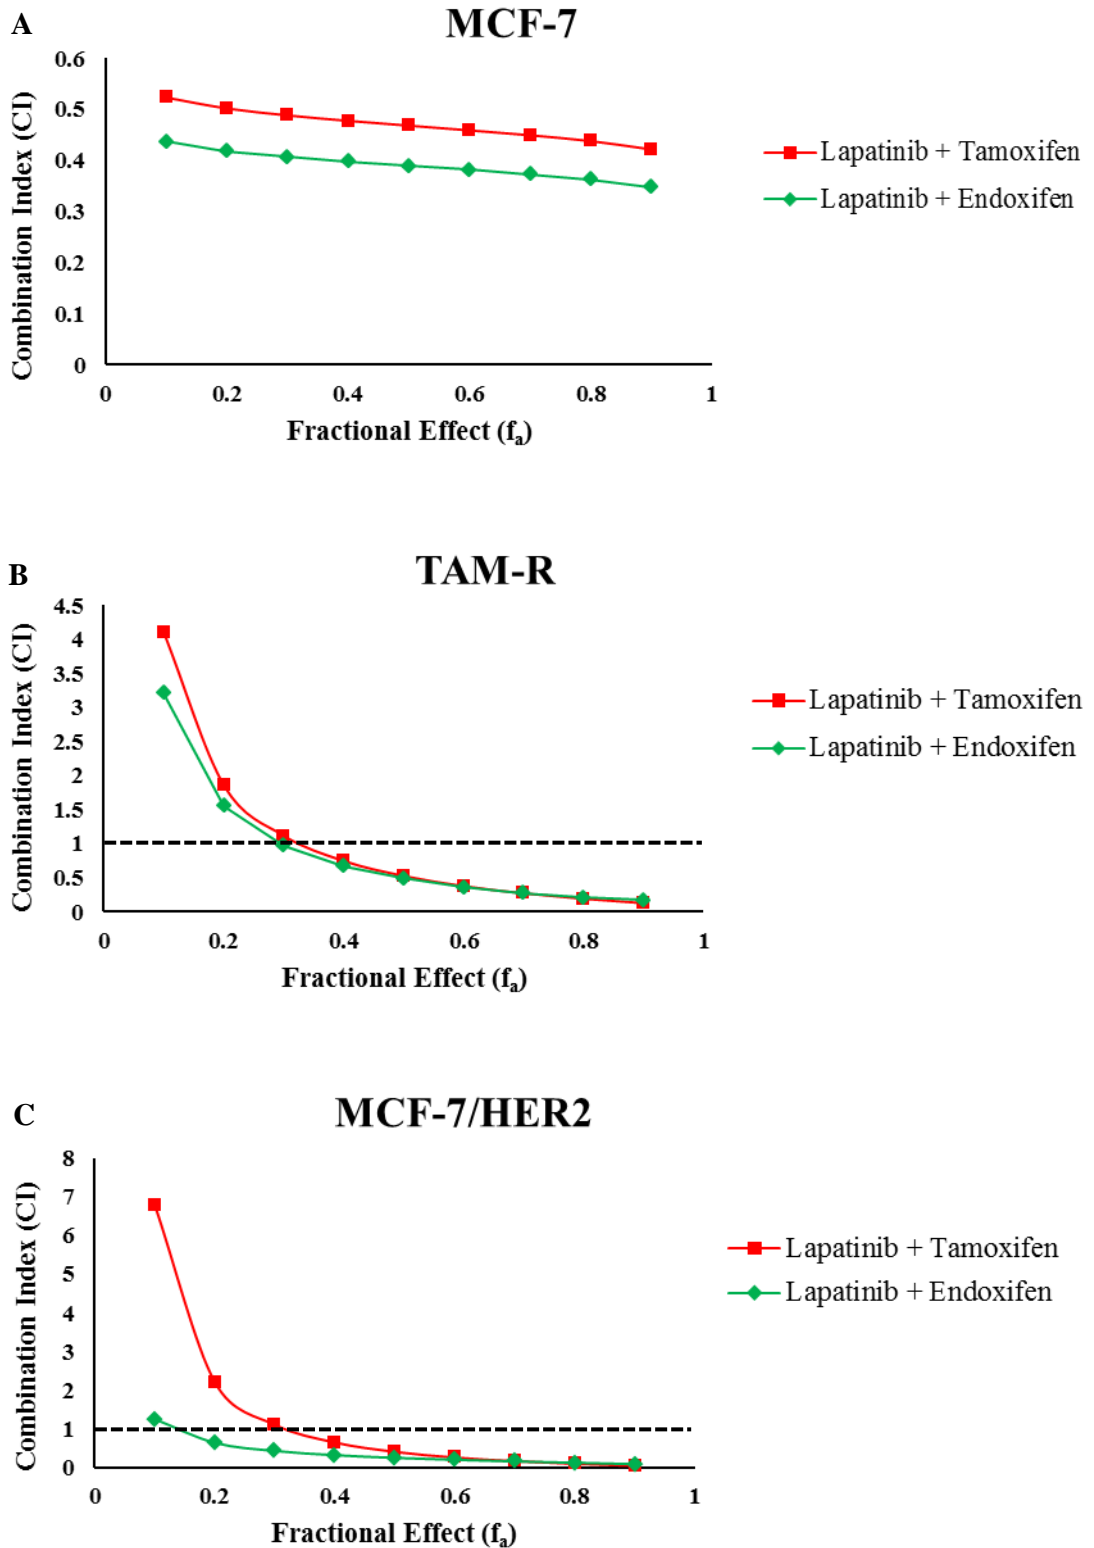 A
MCF-7
Combination Index (CI)
0.6
0.5
0.4
0.3
0.2
0.1
0
0 0.2 0.4 0.6 0.8 1
Fractional Effect (fa)
Lapatinib + Tamoxifen
Lapatinib + Endoxifen
B
TAM-R
Combination Index (CI)
4.5
4
3.5
3
2.5
2
1.5
1
0.5
0
0 0.2 0.4 0.6 0.8 1
Fractional Effect (fa)
Lapatinib + Tamoxifen
Lapatinib + Endoxifen
C
MCF-7/HER2
Combination Index (CI)
8
7
6
5
4
3
2
1
0
0 0.2 0.4 0.6 0.8 1
Fractional Effect (fa)
Lapatinib + Tamoxifen
Lapatinib + Endoxifen